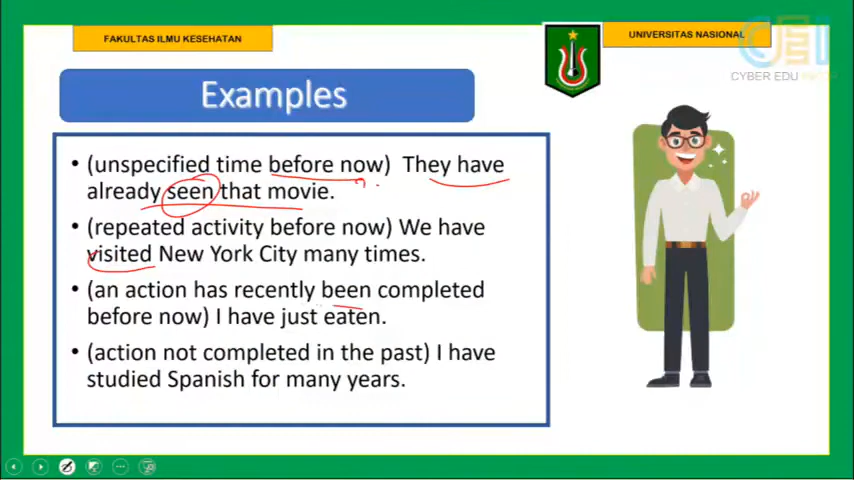 FAKULTAS ILMU KESEHATAN
UNIVERSITAS NASIONAL
CYBER EDU
Examples
• (unspecified time before now) They have
already seen that movie.
• (repeated activity before now) We have
visited New York City many times.
• (an action has recently been completed
before now) I have just eaten.
• (action not completed in the past) I have
studied Spanish for many years.